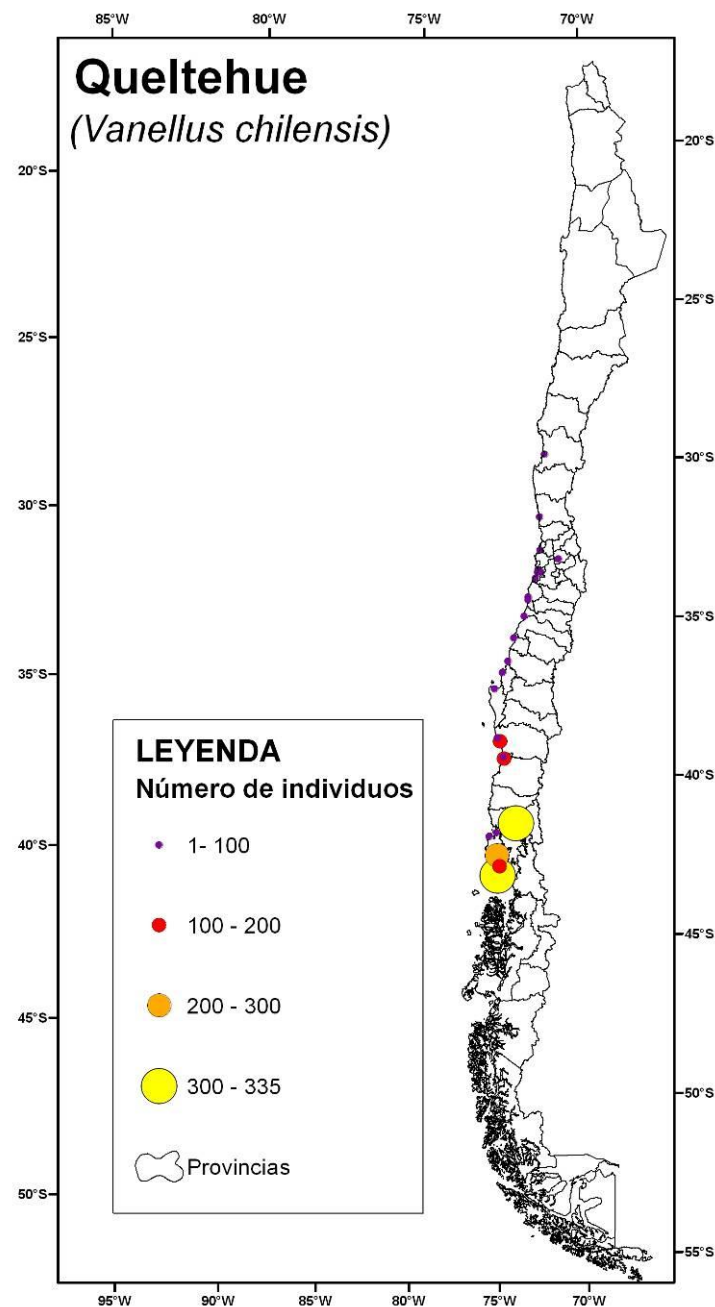 85°W 80°W 75°W 70°W
Queltehue
(Vanellus chilensis)
20°S
20°S
25°S
25°S
30°S
30°S
35°S
35°S
40°S
40°S
45°S
45°S
50°S
50°S
55°S
LEYENDA
Número de individuos
1- 100
100 - 200
200 - 300
300 - 335
Provincias
95°W 90°W 85°W 80°W 75°W 70°W